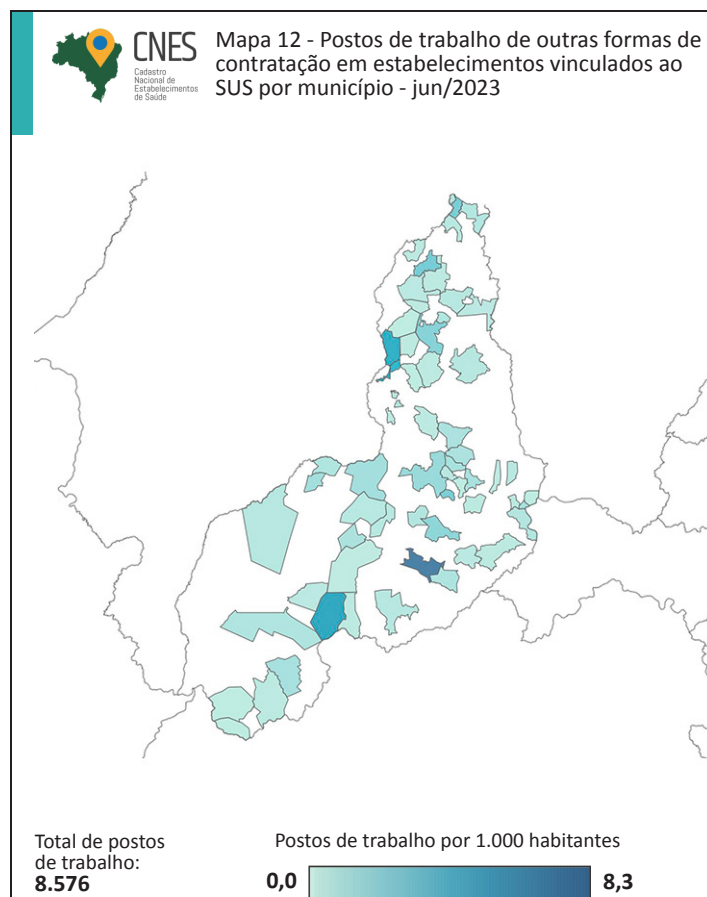 CNES
Cadastro
Nacional de
Estabelecimentos
de Saúde
Mapa 12 - Postos de trabalho de outras formas de
contratação em estabelecimentos vinculados ao
SUS por município - jun/2023
Total de postos
de trabalho:
8.576
Postos de trabalho por 1.000 habitantes
0,0
8,3